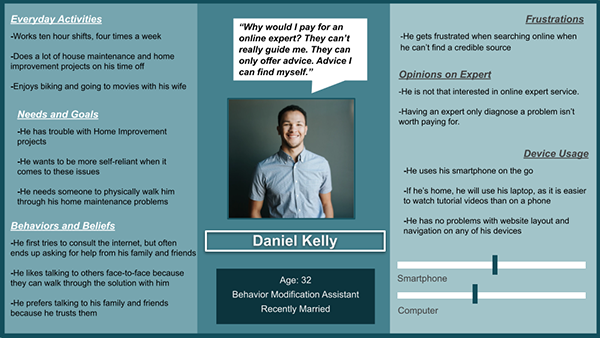 Everyday Activities
-Works ten hour shifts, four times a week
-Does a lot of house maintenance and home
improvement projects on his time off
-Enjoys biking and going to movies with his wife
Needs and Goals
-He has trouble with Home Improvement
projects
-He wants to be more self-reliant when it
comes to these issues
-He needs someone to physically walk him
through his home maintenance problems
Behaviors and Beliefs
-He first tries to consult the internet, but often
ends up asking for help from his family and friends
-He likes talking to others face-to-face because
they can walk through the solution with him
-He prefers talking to his family and friends
because he trusts them
“Why would I pay for an
online expert? They can’t
really guide me. They can
only offer advice. Advice I
can find myself.”
Daniel Kelly
Age: 32
Behavior Modification Assistant
Recently Married
Frustrations
-He gets frustrated when searching online when
he can’t find a credible source
Opinions on Expert
-He is not that interested in online expert service.
-Having an expert only diagnose a problem isn’t
worth paying for.
Device Usage
-He uses his smartphone on the go
-If he’s home, he will use his laptop, as it is easier
to watch tutorial videos than on a phone
-He has no problems with website layout and
navigation on any of his devices
Smartphone
Computer